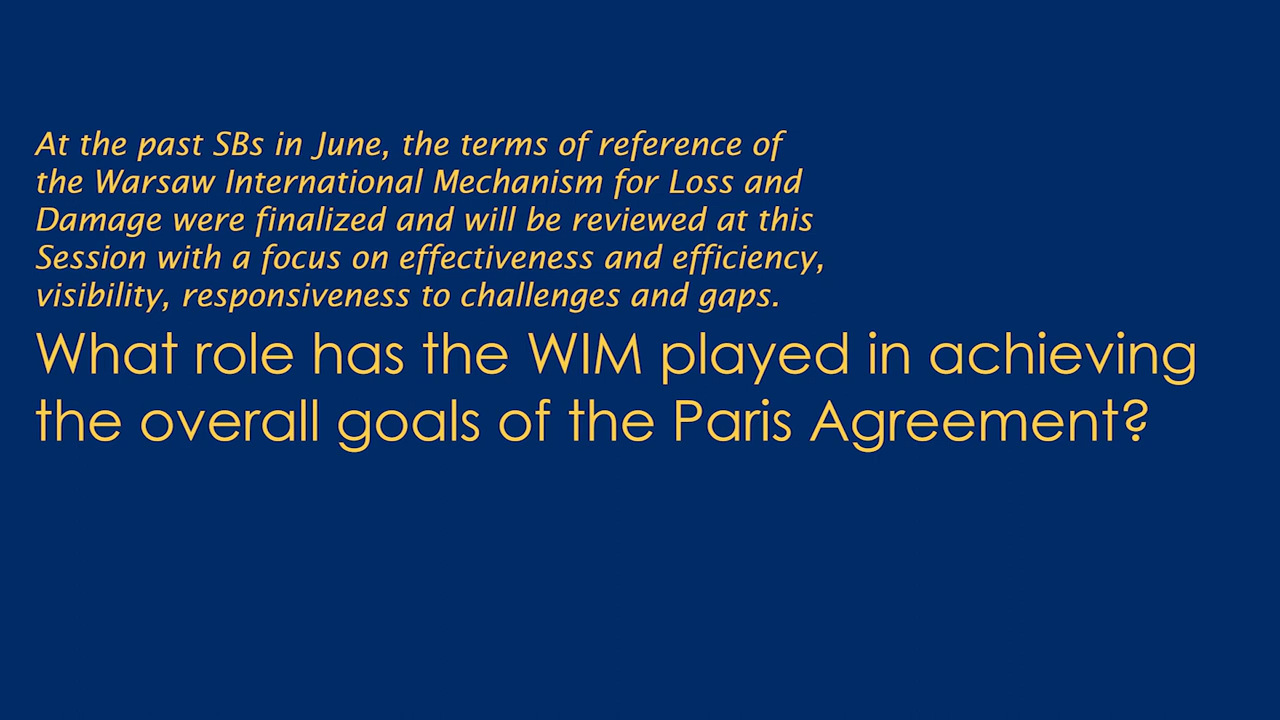 At the past SBs in June, the terms of reference of
the Warsaw International Mechanism for Loss and
Damage were finalized and will be reviewed at this
Session with a focus on effectiveness and efficiency,
visibility, responsiveness to challenges and gaps.
What role has the WIM played in achieving
the overall goals of the Paris Agreement?